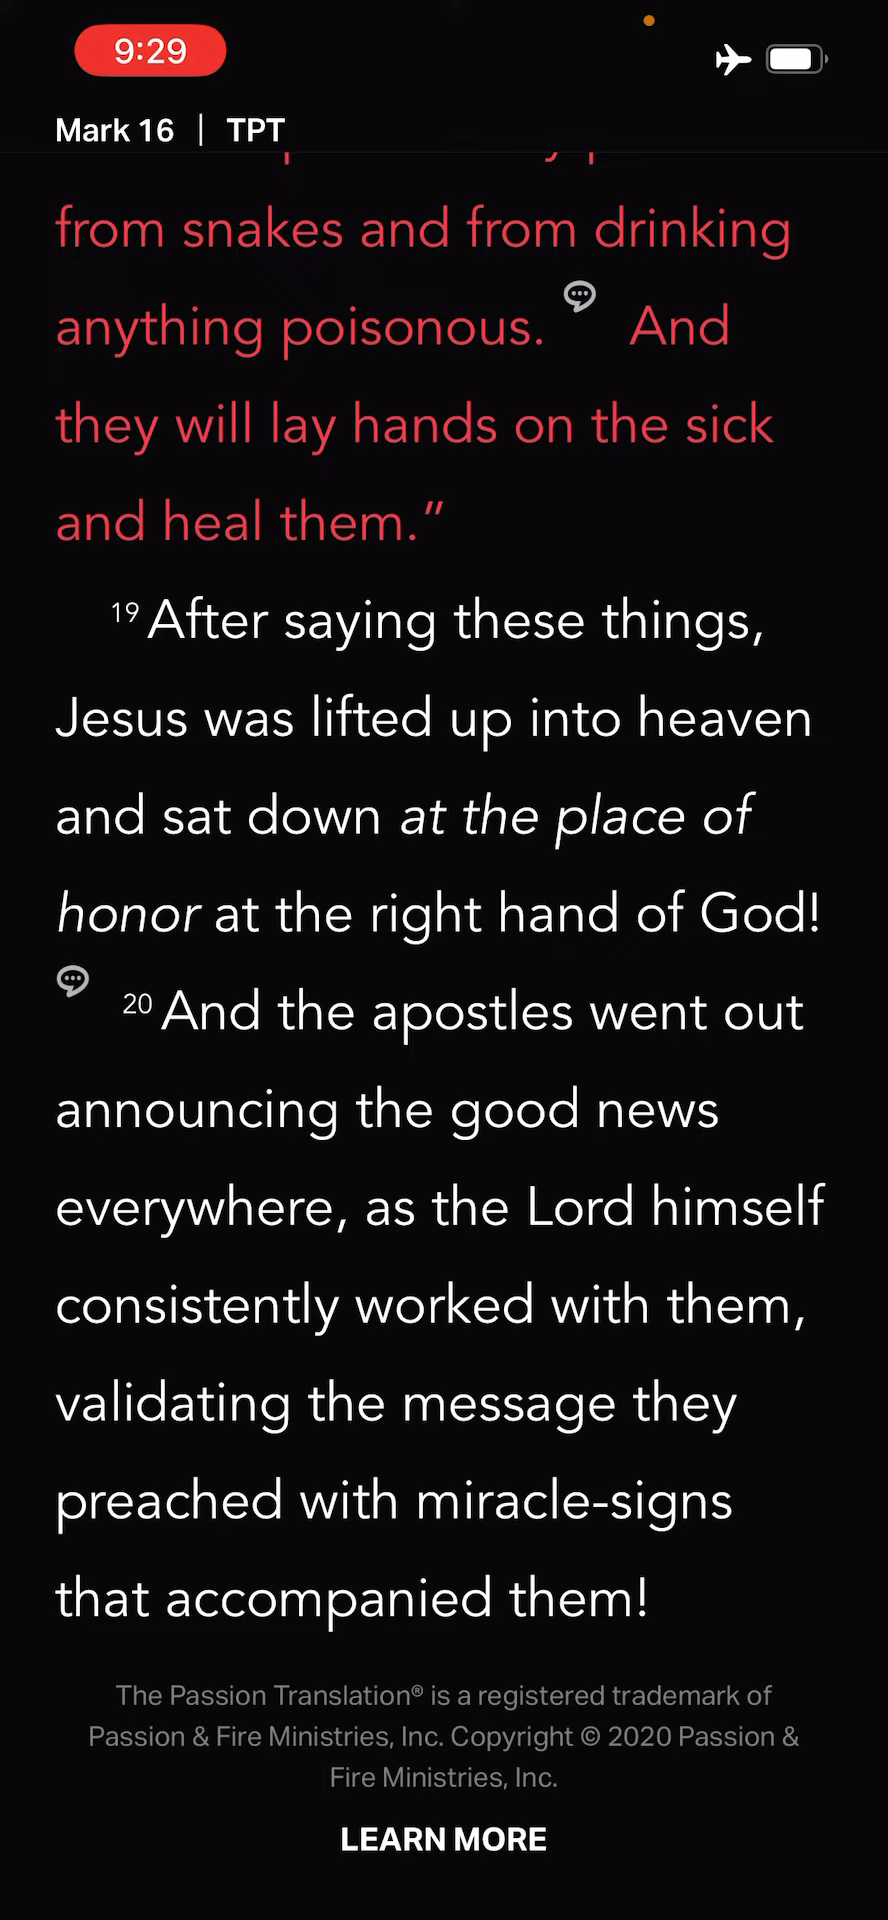 9:29
Mark 16 | TPT
from snakes and from drinking
anything poisonous. And
they will lay hands on the sick
and heal them.”
19 After saying these things,
Jesus was lifted up into heaven
and sat down at the place of
honor at the right hand of God!
20 And the apostles went out
announcing the good news
everywhere, as the Lord himself
consistently worked with them,
validating the message they
preached with miracle-signs
that accompanied them!
The Passion Translation® is a registered trademark of
Passion & Fire Ministries, Inc. Copyright © 2020 Passion &
Fire Ministries, Inc.
LEARN MORE